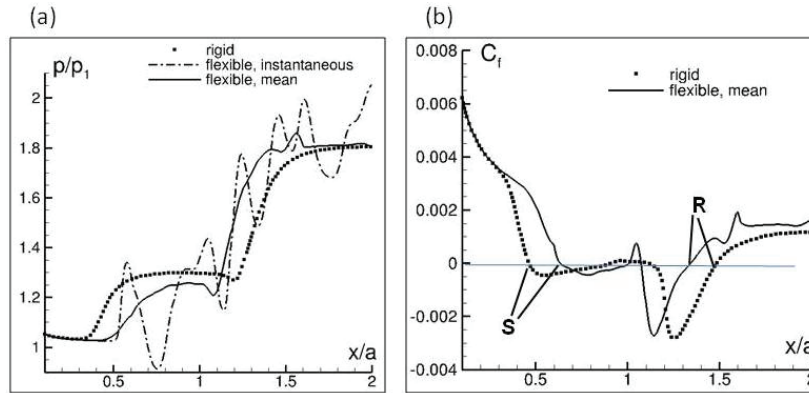 (a)
p/p1
rigid
flexible, instantaneous
flexible, mean
2
1.8
1.6
1.4
1.2
1
0.5
1
1.5
2
x/a
(b)
Cf
rigid
flexible, mean
0.008
0.006
0.004
0.002
0
-0.002
-0.004
R
S
0.5
1
1.5
2
x/a